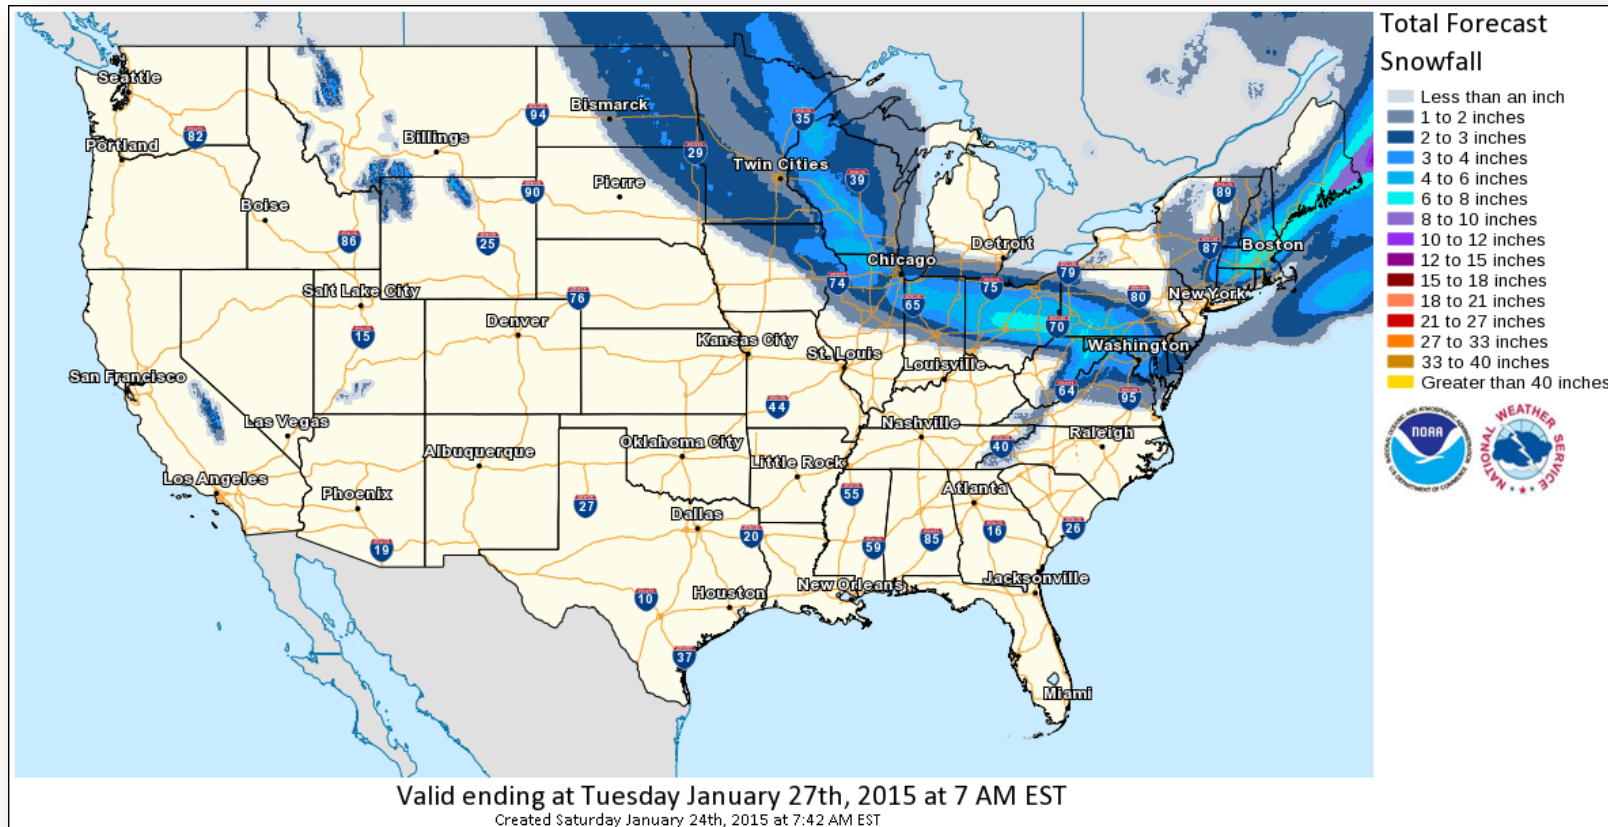 Total Forecast
Snowfall
Less than an inch
1 to 2 inches
2 to 3 inches
3 to 4 inches
4 to 6 inches
6 to 8 inches
8 to 10 inches
10 to 12 inches
12 to 15 inches
15 to 18 inches
18 to 21 inches
21 to 27 inches
27 to 33 inches
33 to 40 inches
Greater than 40 inches
NOAA
NATIONAL OCEANIC AND ATMOSPHERIC ADMINISTRATION
U.S. DEPARTMENT OF COMMERCE
NATIONAL WEATHER SERVICE
Seattle
82
Portland
Billings
94
Bismarck
29
35
Twin Cities
39
Boise
86
90
Pierre
25
89
87
Boston
Detroit
Chicago
79
74
65
75
80
New York
Salt Lake City
76
15
Denver
Kansas City
St. Louis
70
Washington
Louisville
San Francisco
64
95
44
Las Vegas
Nashville
Raleigh
40
Oklahoma City
Albuquerque
Little Rock
Los Angeles
Phoenix
Atlanta
55
27
Dallas
20
59
85
16
26
19
Houston
New Orleans
Jacksonville
10
37
Miami
Valid ending at Tuesday January 27th, 2015 at 7 AM EST
Created Saturday January 24th, 2015 at 7:42 AM EST